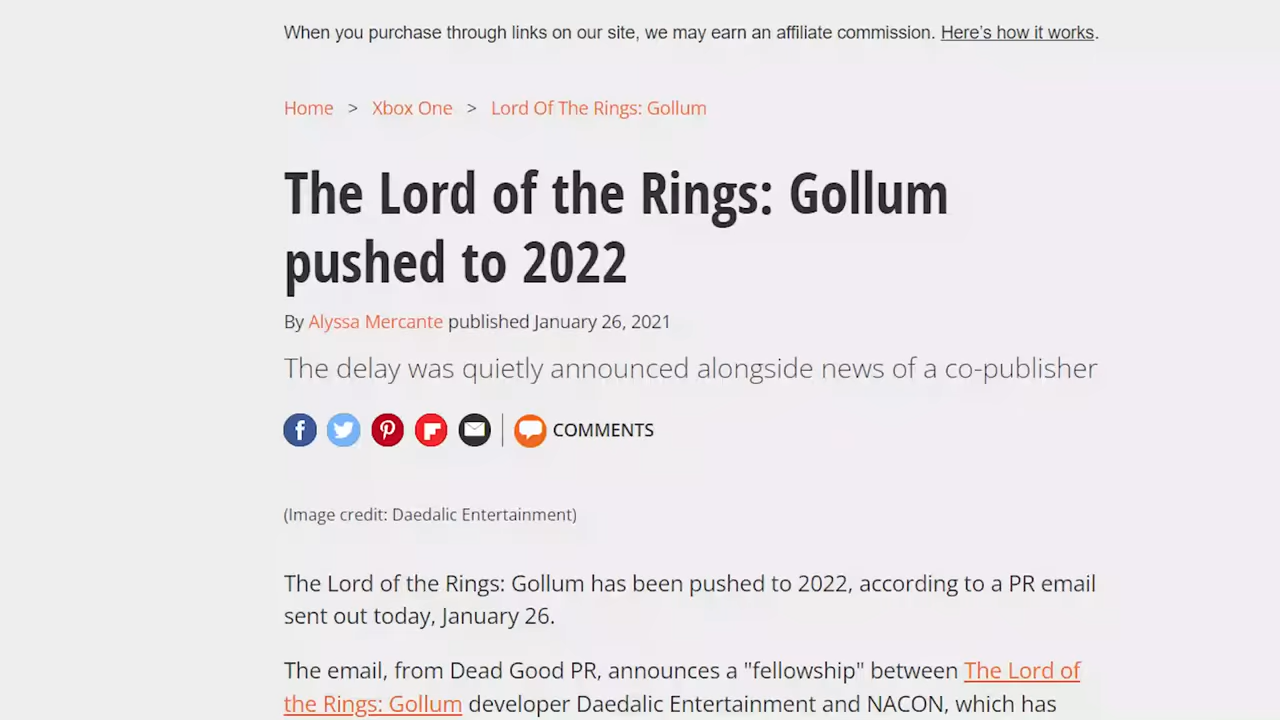 When you purchase through links on our site, we may earn an affiliate commission. Here's how it works.
Home > Xbox One > Lord Of The Rings: Gollum
The Lord of the Rings: Gollum
pushed to 2022
By Alyssa Mercante published January 26, 2021
The delay was quietly announced alongside news of a co-publisher
COMMENTS
(Image credit: Daedalic Entertainment)
The Lord of the Rings: Gollum has been pushed to 2022, according to a PR email
sent out today, January 26.
The email, from Dead Good PR, announces a "fellowship" between The Lord of
the Rings: Gollum developer Daedalic Entertainment and NACON, which has